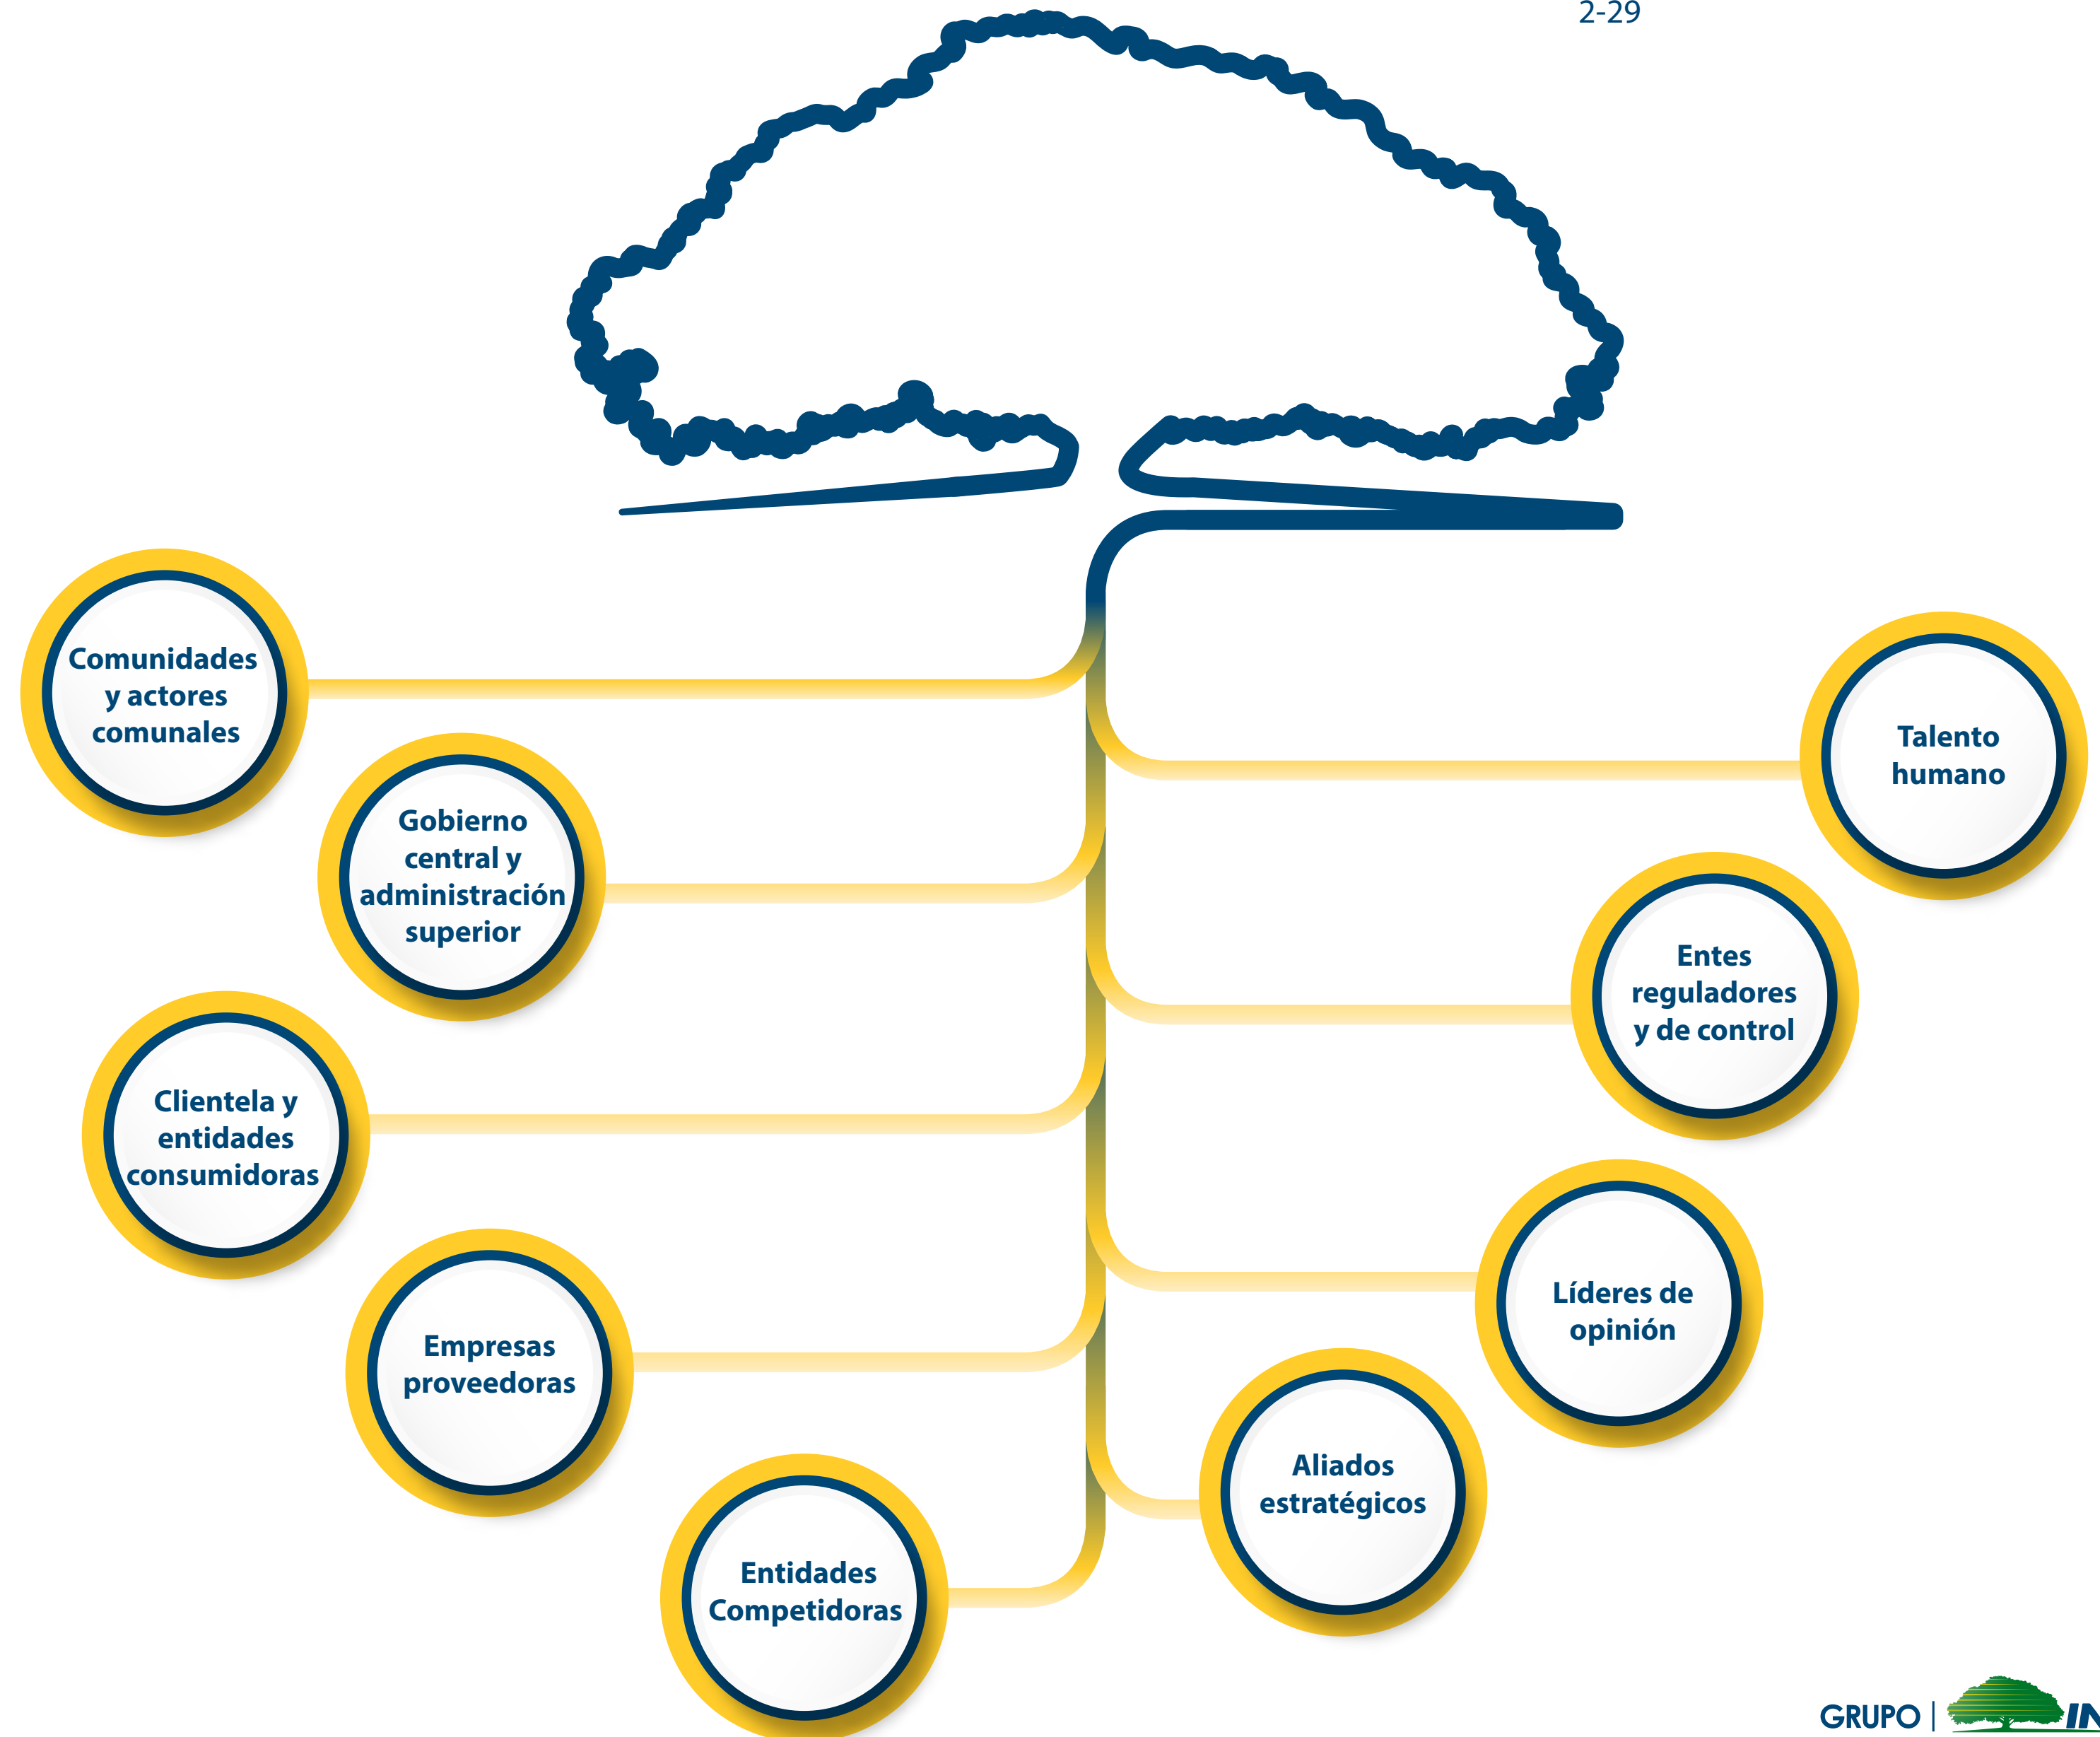 2-29
Comunidades
y actores
comunales
Talento
humano
Gobierno
central y
administración
superior
Entes
reguladores
y de control
Clientela y
entidades
consumidoras
Líderes de
opinión
Empresas
proveedoras
Aliados
estratégicos
Entidades
Competidoras
GRUPO